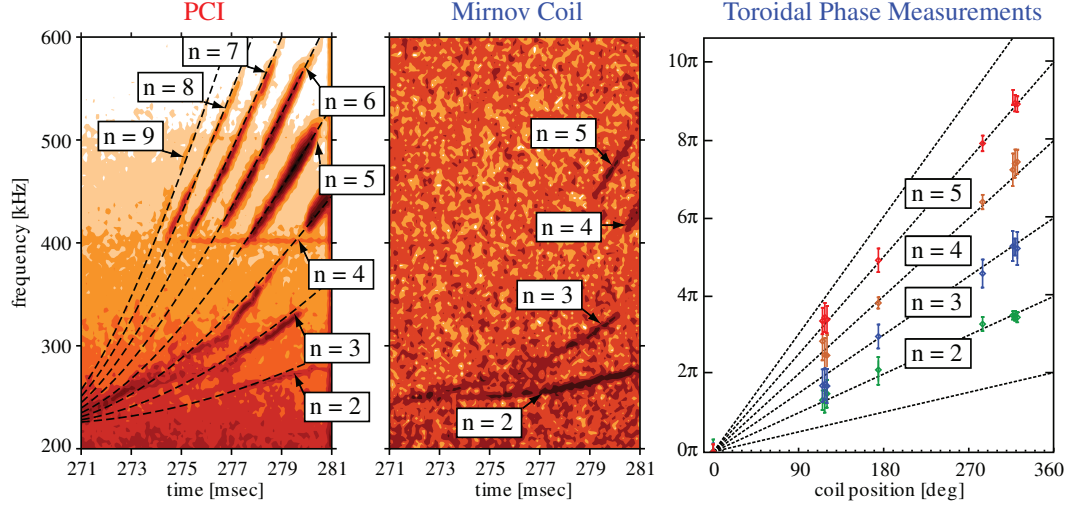 PCI
Mirnov Coil
Toroidal Phase Measurements
frequency [kHz]
600
500
400
300
200
n = 7
n = 8
n = 9
n = 6
n = 5
n = 4
n = 3
n = 2
271
273
275
277
279
281
time [msec]
n = 5
n = 4
n = 3
n = 2
271
273
275
277
279
281
time [msec]
10π
8π
6π
4π
2π
0π
n = 5
n = 4
n = 3
n = 2
0
90
180
270
360
coil position [deg]